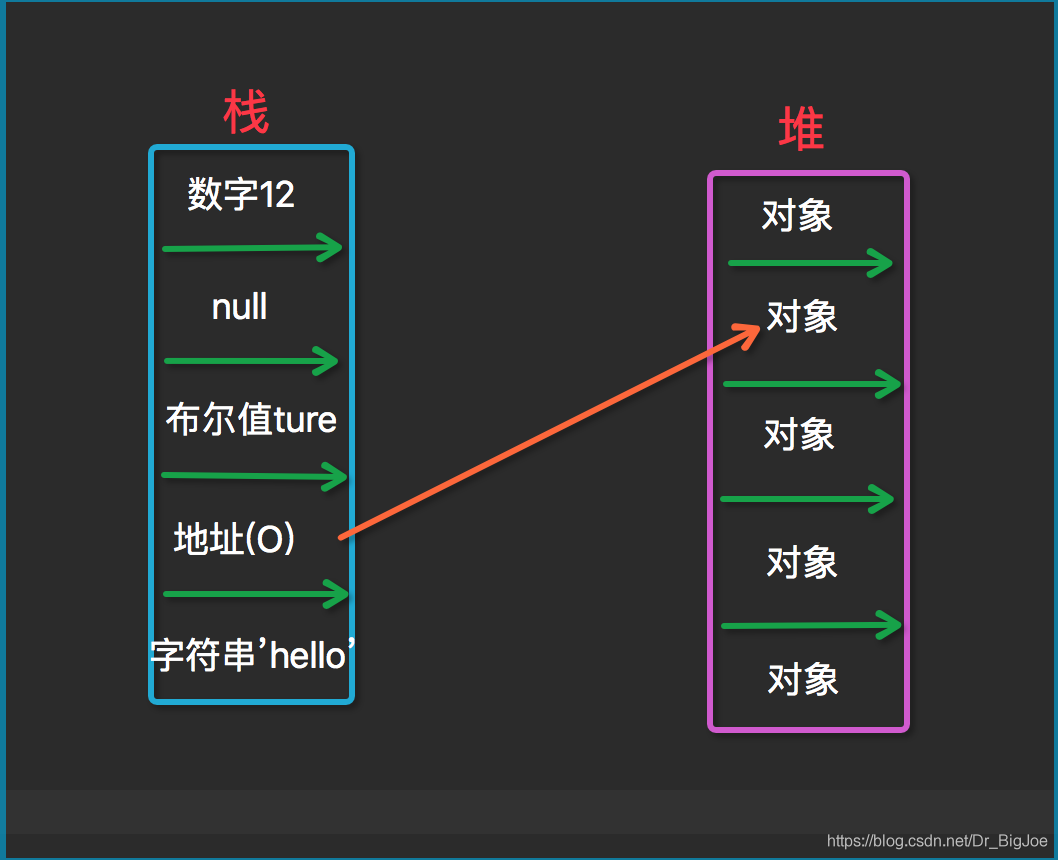 栈
数字12
null
布尔值ture
地址(O)
字符串’hello’
堆
对象
对象
对象
对象
对象
https://blog.csdn.net/Dr_BigJoe